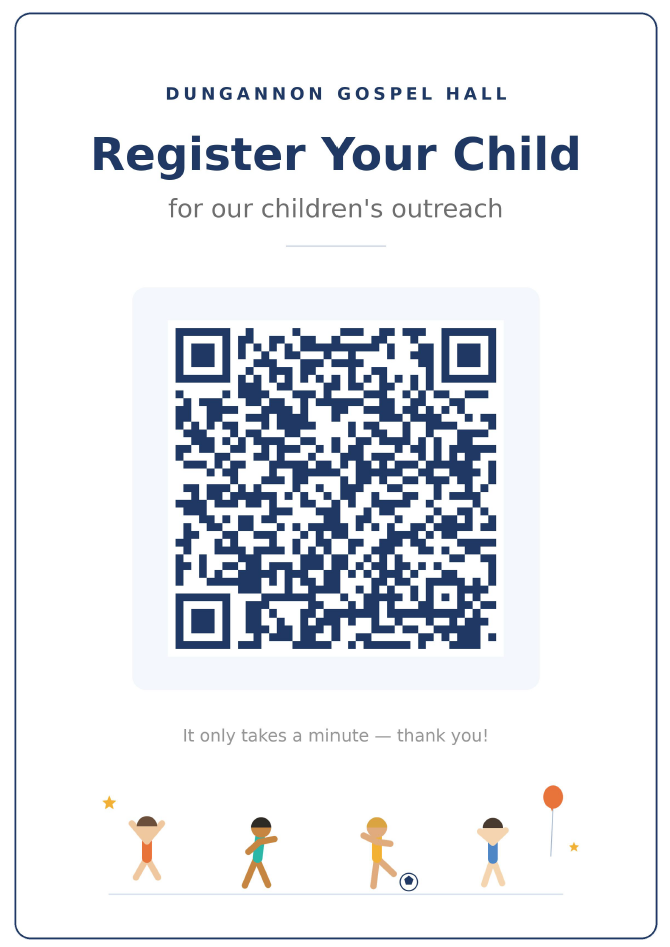 DUNGANNON GOSPEL HALL
Register Your Child
for our children's outreach
It only takes a minute — thank you!